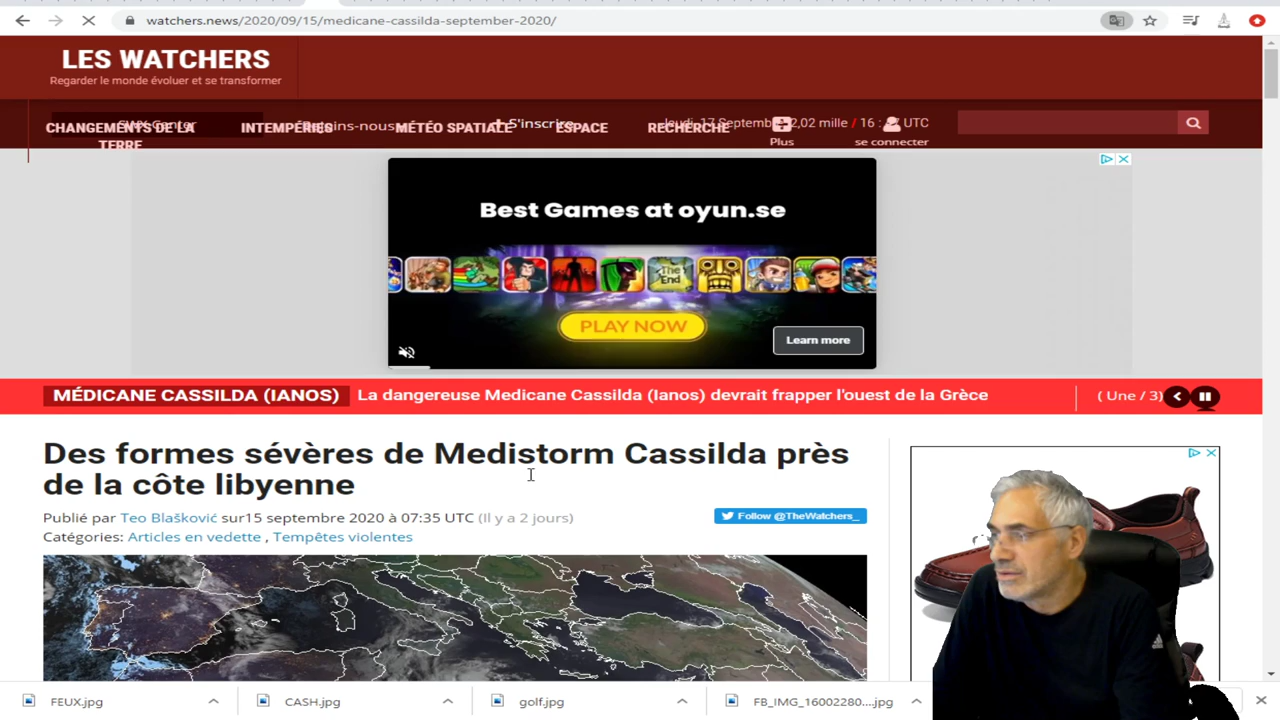 watchers.news/2020/09/15/medicane-cassilda-september-2020/
LES WATCHERS
Regarder le monde évoluer et se transformer
CHANGEMENTS DE LA TERRE
INTEMPÉRIES
MÉTÉO SPATIALE
S'inscrire
ESPACE
RECHERCHE
Plus
se connecter
UTC
Best Games at oyun.se
The End
PLAY NOW
Learn more
MÉDICANE CASSILDA (IANOS) La dangereuse Medicane Cassilda (Ianos) devrait frapper l'ouest de la Grèce ( Une / 3)
Des formes sévères de Medistorm Cassilda près
de la côte libyenne
Publié par Teo Blašković sur15 septembre 2020 à 07:35 UTC (Il y a 2 jours)
Follow @TheWatchers_
Catégories: Articles en vedette , Tempêtes violentes
FEUX.jpg
CASH.jpg
golf.jpg
FB_IMG_16002280....jpg